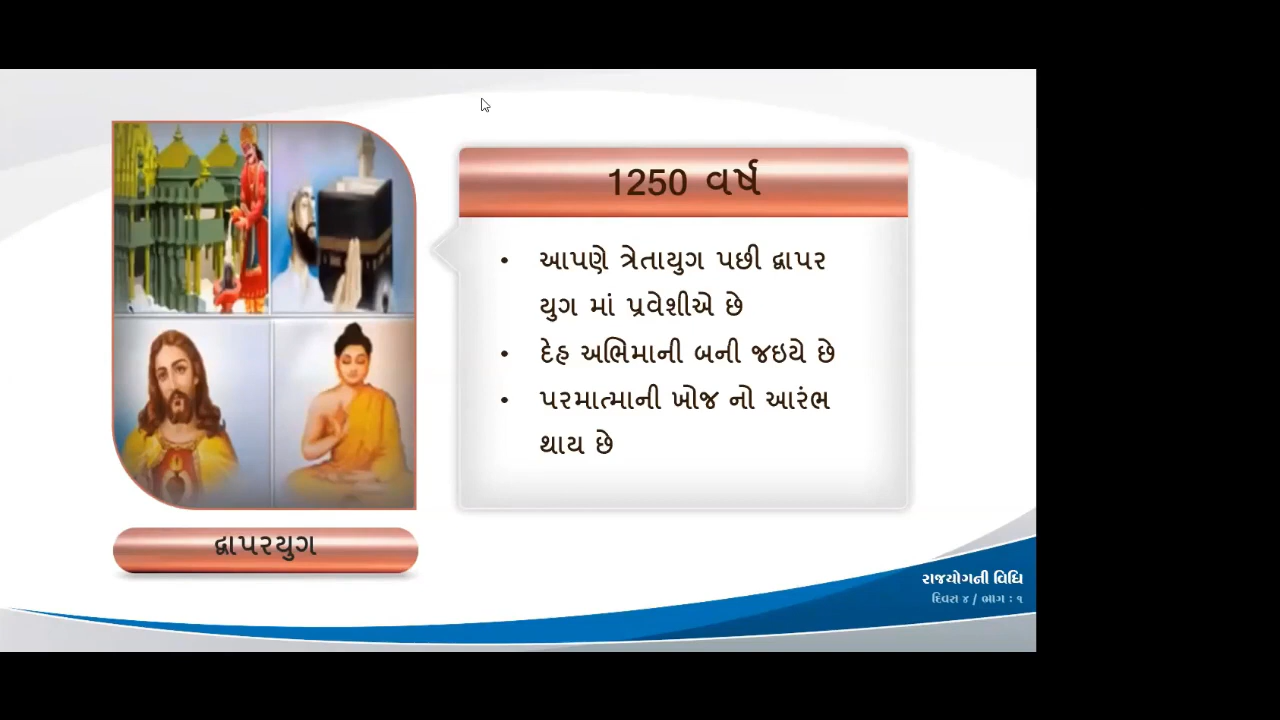 1250 વર્ષ
• આપણે ત્રેતાયુગ પછી દ્વાપર
યુગ માં પ્રવેશીએ છે
• દેહ અભિમાની બની જઇયે છે
• પરમાત્માની ખોજ નો આરંભ
થાય છે
દ્વાપરયુગ
રાજયોગની વિધિ
દિવસ ૪ / ભાગ : ૧